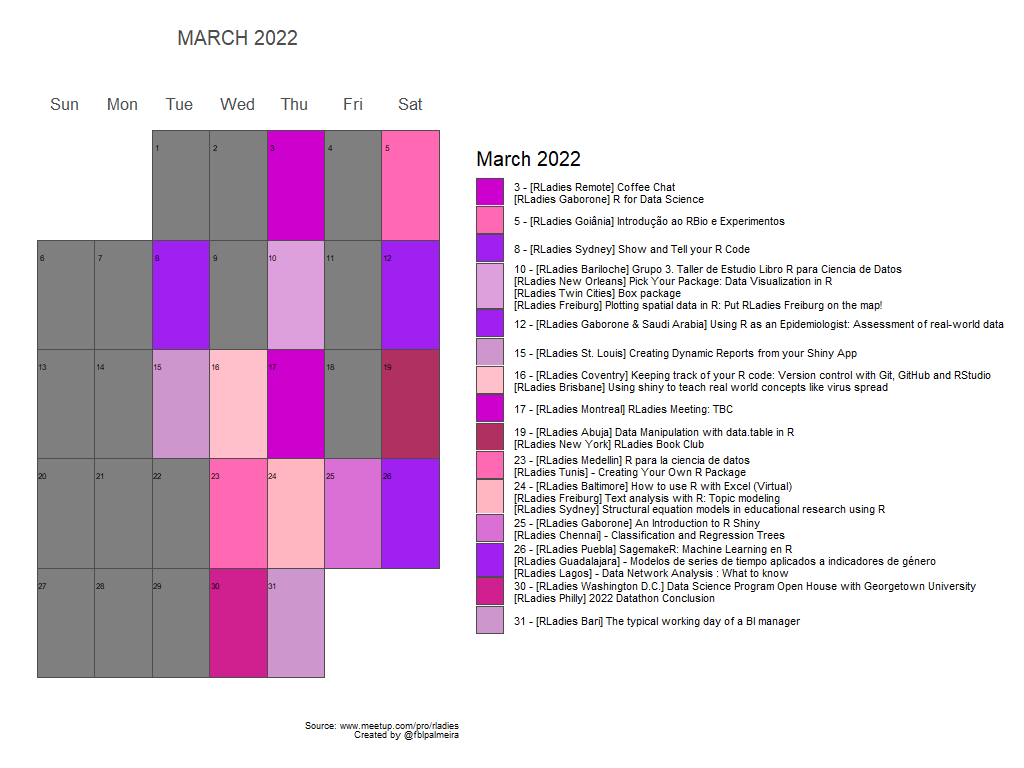 MARCH 2022
Sun Mon Tue Wed Thu Fri Sat
1 2 3 4 5
6 7 8 9 10 11 12
13 14 15 16 17 18 19
20 21 22 23 24 25 26
27 28 29 30 31
March 2022
3 - [RLadies Remote] Coffee Chat
[RLadies Gaborone] R for Data Science
5 - [RLadies Goiânia] Introdução ao RBio e Experimentos
8 - [RLadies Sydney] Show and Tell your R Code
10 - [RLadies Bariloche] Grupo 3. Taller de Estudio Libro R para Ciencia de Datos
[RLadies New Orleans] Pick Your Package: Data Visualization in R
[RLadies Twin Cities] Box package
[RLadies Freiburg] Plotting spatial data in R: Put RLadies Freiburg on the map!
12 - [RLadies Gaborone & Saudi Arabia] Using R as an Epidemiologist: Assessment of real-world data
15 - [RLadies St. Louis] Creating Dynamic Reports from your Shiny App
16 - [RLadies Coventry] Keeping track of your R code: Version control with Git, GitHub and RStudio
[RLadies Brisbane] Using shiny to teach real world concepts like virus spread
17 - [RLadies Montreal] RLadies Meeting: TBC
19 - [RLadies Abuja] Data Manipulation with data.table in R
[RLadies New York] RLadies Book Club
23 - [RLadies Medellin] R para la ciencia de datos
[RLadies Tunis] - Creating Your Own R Package
24 - [RLadies Baltimore] How to use R with Excel (Virtual)
[RLadies Freiburg] Text analysis with R: Topic modeling
[RLadies Sydney] Structural equation models in educational research using R
25 - [RLadies Gaborone] An Introduction to R Shiny
[RLadies Chennai] - Classification and Regression Trees
26 - [RLadies Puebla] SagemakeR: Machine Learning en R
[RLadies Guadalajara] - Modelos de series de tiempo aplicados a indicadores de género
[RLadies Lagos] - Data Network Analysis : What to know
30 - [RLadies Washington D.C.] Data Science Program Open House with Georgetown University
[RLadies Philly] 2022 Datathon Conclusion
31 - [RLadies Bari] The typical working day of a BI manager
Source: www.meetup.com/pro/rladies
Created by @fblpalmeira